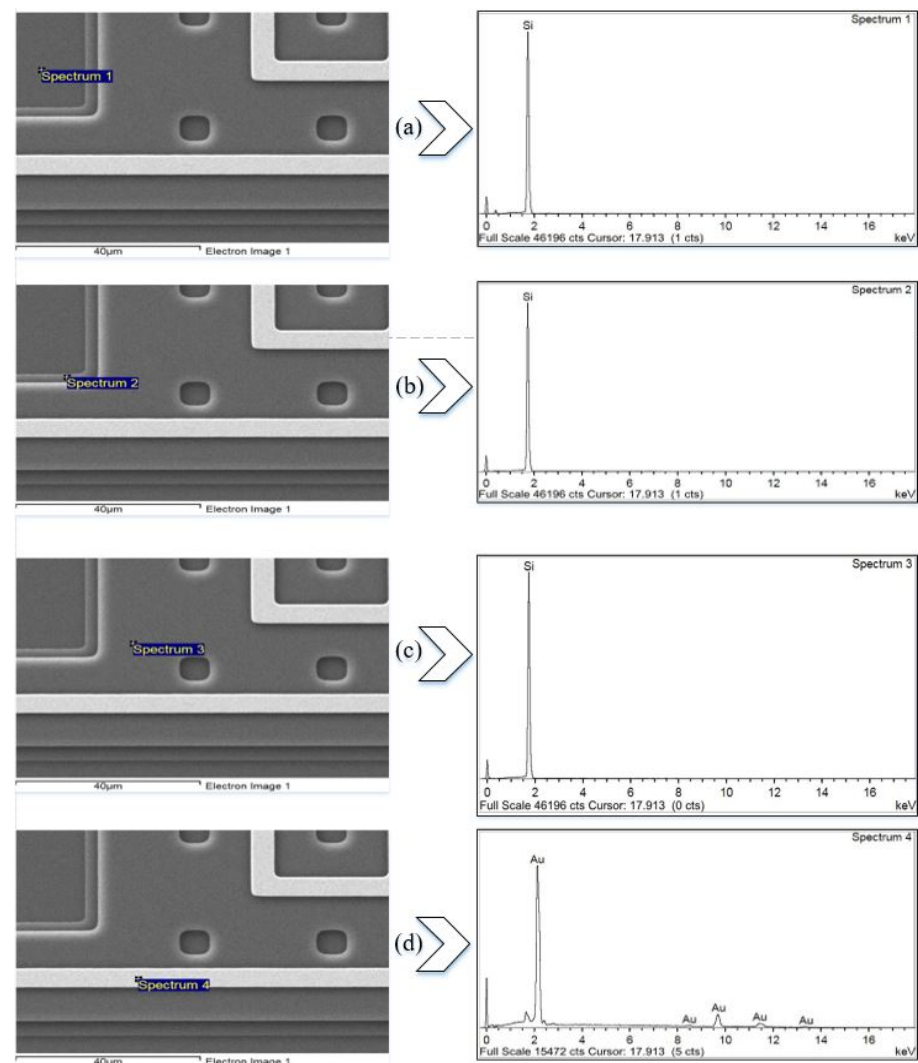 Spectrum 1
40µm Electron Image 1
(a)
Spectrum 1
Si
0 2 4 6 8 10 12 14 16
Full Scale 46196 cts Cursor: 17.913 (1 cts) keV
Spectrum 2
40µm Electron Image 1
(b)
Spectrum 2
Si
0 2 4 6 8 10 12 14 16
Full Scale 46196 cts Cursor: 17.913 (1 cts) keV
Spectrum 3
40µm Electron Image 1
(c)
Spectrum 3
Si
0 2 4 6 8 10 12 14 16
Full Scale 46196 cts Cursor: 17.913 (0 cts) keV
Spectrum 4
40µm Electron Image 1
(d)
Spectrum 4
Au
Au Au Au Au
0 2 4 6 8 10 12 14 16
Full Scale 15472 cts Cursor: 17.913 (5 cts) keV